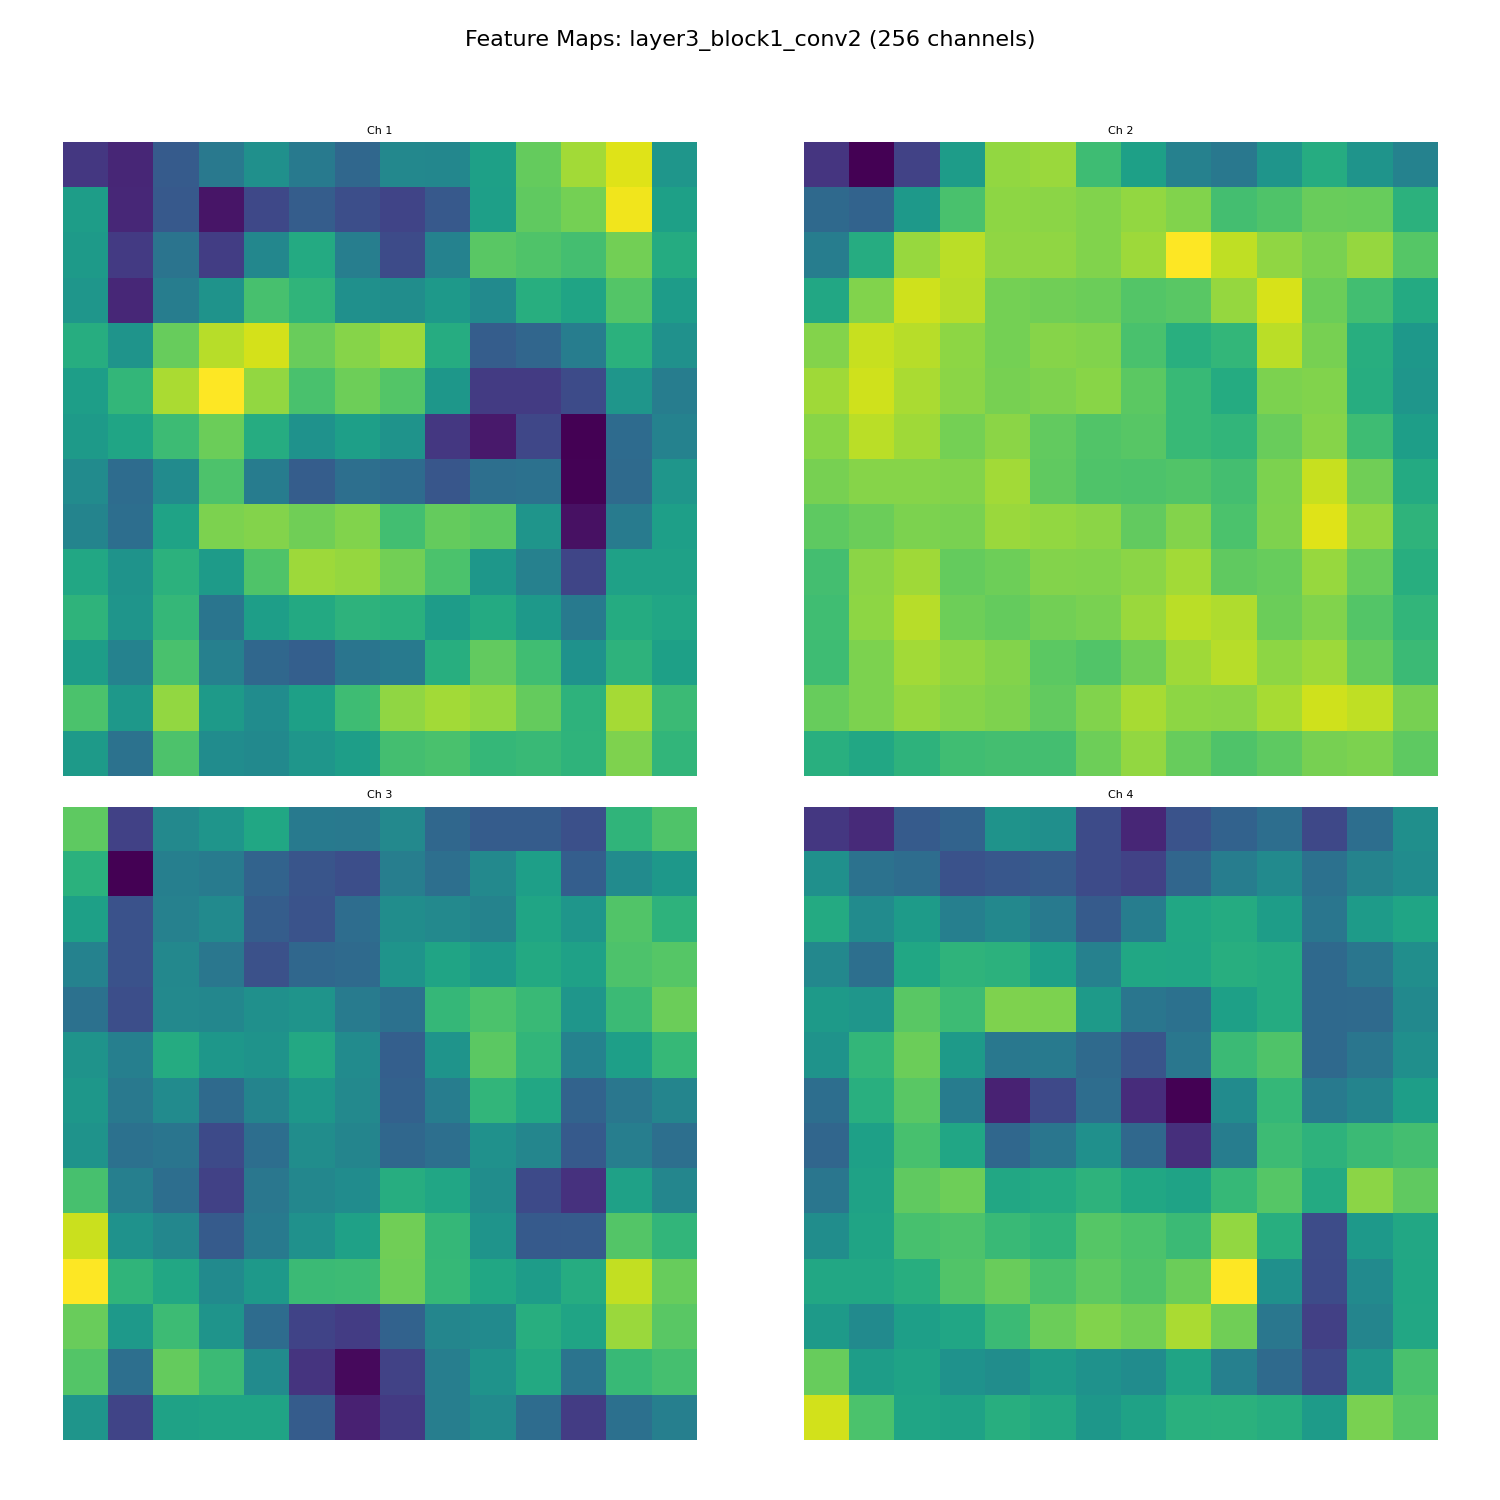 Feature Maps: layer3_block1_conv2 (256 channels)
Ch 1
Ch 2
Ch 3
Ch 4